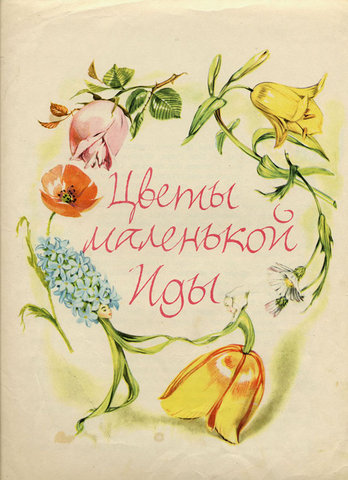 Цветы
маленькой
Иды